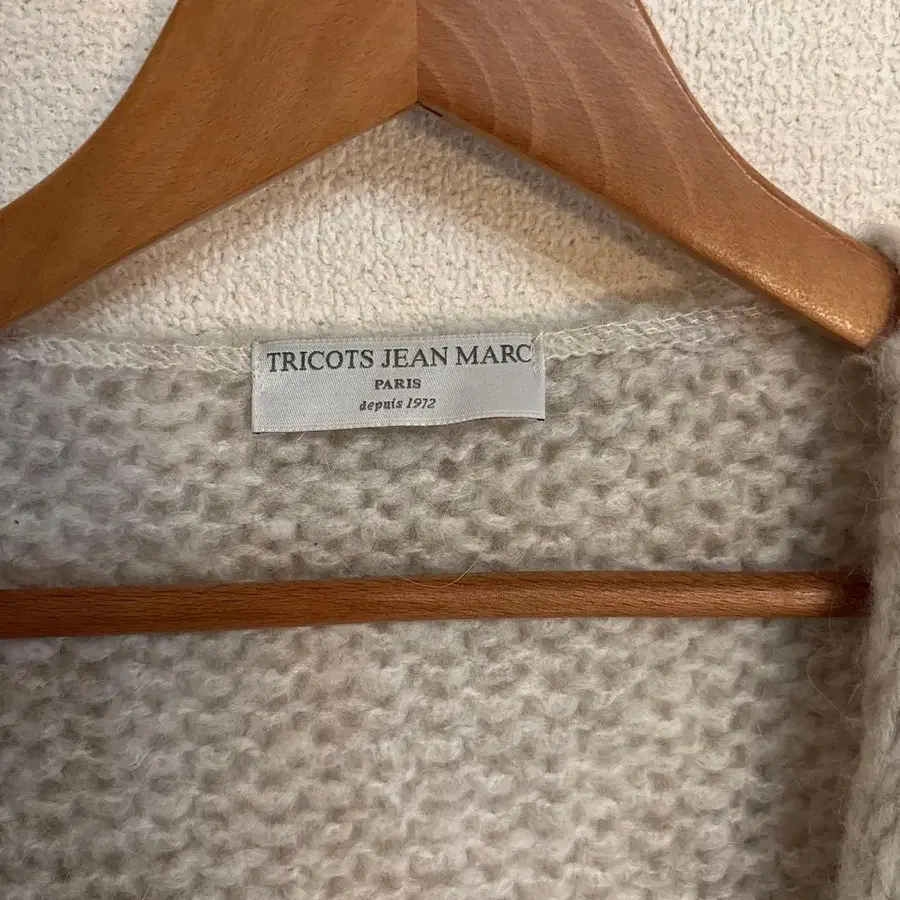 TRICOTS JEAN MARC
PARIS
depuis 1972